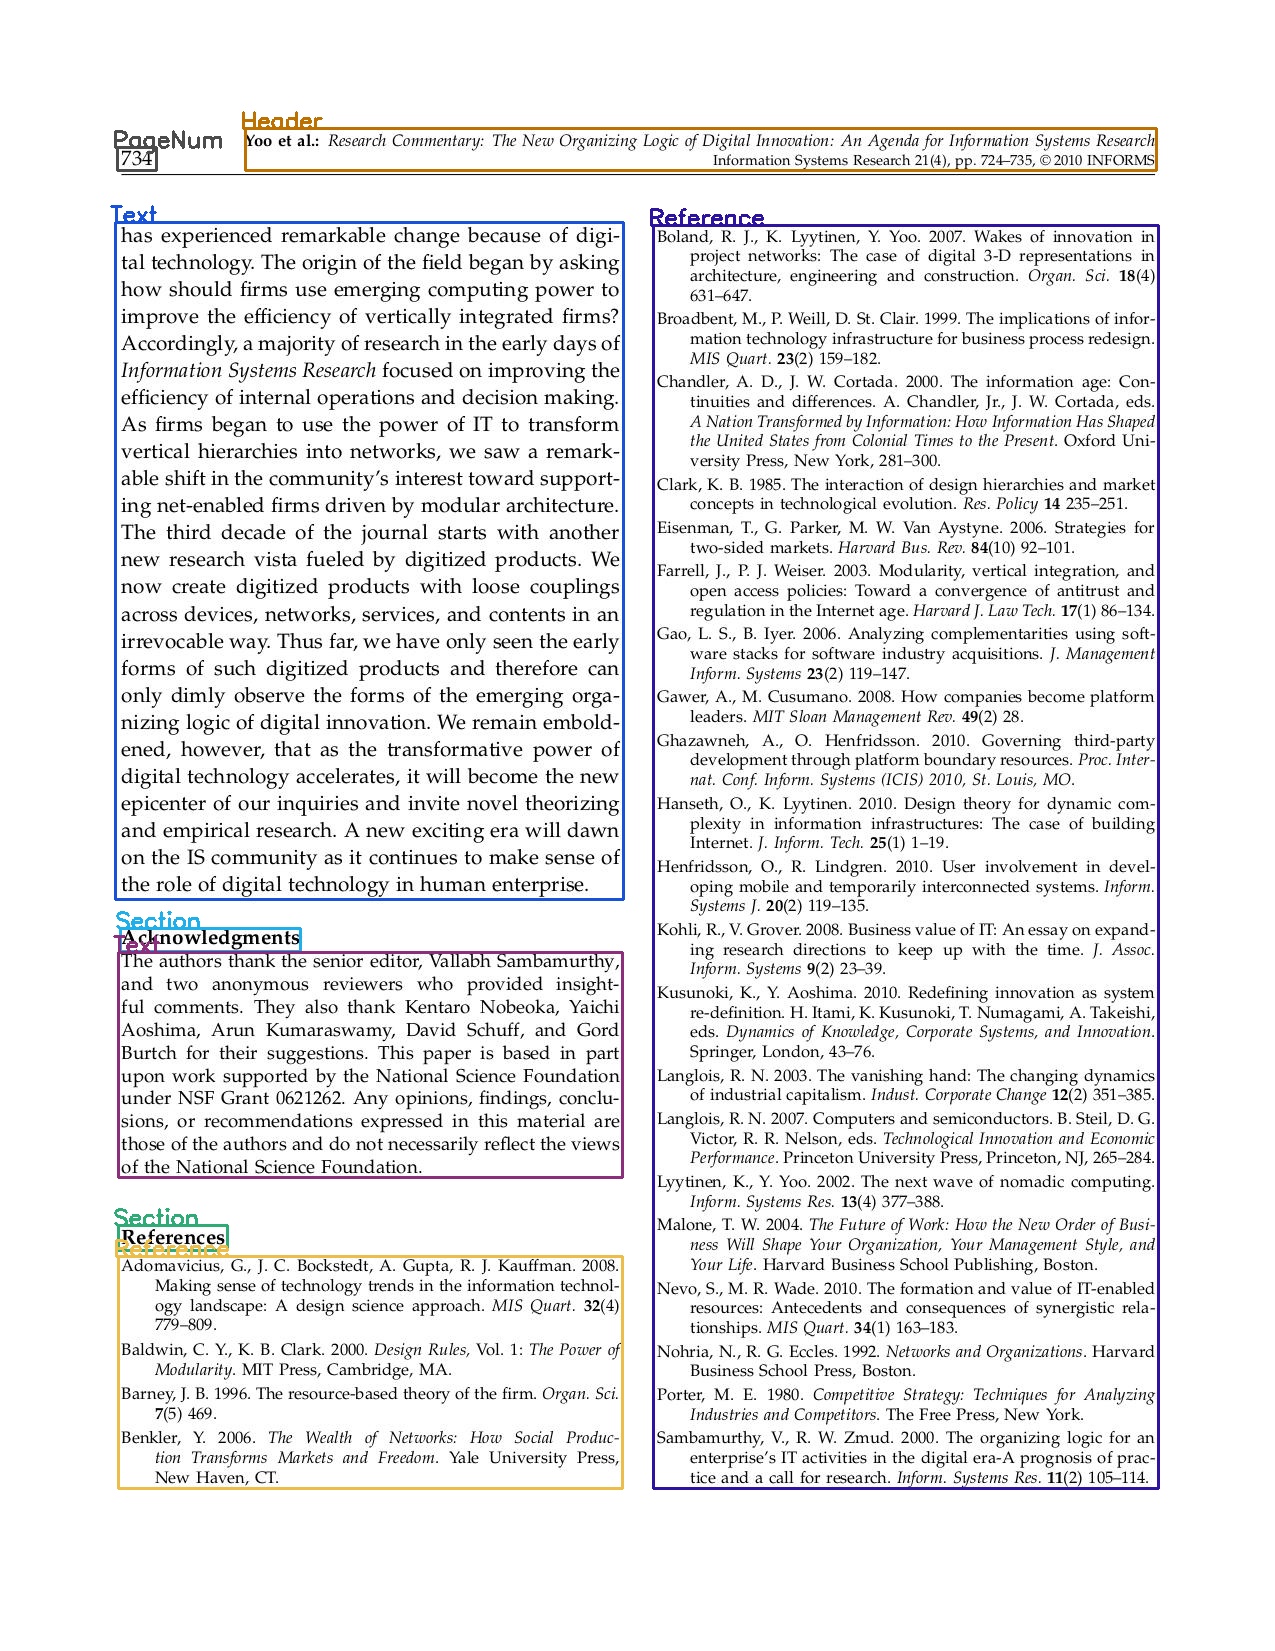 Header
PageNum
Yoo et al.: Research Commentary: The New Organizing Logic of Digital Innovation: An Agenda for Information Systems Research
734
Information Systems Research 21(4), pp. 724–735, © 2010 INFORMS
Text
has experienced remarkable change because of digi-
tal technology. The origin of the field began by asking
how should firms use emerging computing power to
improve the efficiency of vertically integrated firms?
Accordingly, a majority of research in the early days of
Information Systems Research focused on improving the
efficiency of internal operations and decision making.
As firms began to use the power of IT to transform
vertical hierarchies into networks, we saw a remark-
able shift in the community's interest toward support-
ing net-enabled firms driven by modular architecture.
The third decade of the journal starts with another
new research vista fueled by digitized products. We
now create digitized products with loose couplings
across devices, networks, services, and contents in an
irrevocable way. Thus far, we have only seen the early
forms of such digitized products and therefore can
only dimly observe the forms of the emerging orga-
nizing logic of digital innovation. We remain embold-
ened, however, that as the transformative power of
digital technology accelerates, it will become the new
epicenter of our inquiries and invite novel theorizing
and empirical research. A new exciting era will dawn
on the IS community as it continues to make sense of
the role of digital technology in human enterprise.
Section
Acknowledgments
Text
The authors thank the senior editor, Vallabh Sambamurthy,
and two anonymous reviewers who provided insight-
ful comments. They also thank Kentaro Nobeoka, Yaichi
Aoshima, Arun Kumaraswamy, David Schuff, and Gord
Burtch for their suggestions. This paper is based in part
upon work supported by the National Science Foundation
under NSF Grant 0621262. Any opinions, findings, conclu-
sions, or recommendations expressed in this material are
those of the authors and do not necessarily reflect the views
of the National Science Foundation.
Section
References
Reference
Adomavicius, G., J. C. Bockstedt, A. Gupta, R. J. Kauffman. 2008.
Making sense of technology trends in the information technol-
ogy landscape: A design science approach. MIS Quart. 32(4)
779–809.
Baldwin, C. Y., K. B. Clark. 2000. Design Rules, Vol. 1: The Power of
Modularity. MIT Press, Cambridge, MA.
Barney, J. B. 1996. The resource-based theory of the firm. Organ. Sci.
7(5) 469.
Benkler, Y. 2006. The Wealth of Networks: How Social Produc-
tion Transforms Markets and Freedom. Yale University Press,
New Haven, CT.
Reference
Boland, R. J., K. Lyytinen, Y. Yoo. 2007. Wakes of innovation in
project networks: The case of digital 3-D representations in
architecture, engineering and construction. Organ. Sci. 18(4)
631–647.
Broadbent, M., P. Weill, D. St. Clair. 1999. The implications of infor-
mation technology infrastructure for business process redesign.
MIS Quart. 23(2) 159–182.
Chandler, A. D., J. W. Cortada. 2000. The information age: Con-
tinuities and differences. A. Chandler, Jr., J. W. Cortada, eds.
A Nation Transformed by Information: How Information Has Shaped
the United States from Colonial Times to the Present. Oxford Uni-
versity Press, New York, 281–300.
Clark, K. B. 1985. The interaction of design hierarchies and market
concepts in technological evolution. Res. Policy 14 235–251.
Eisenman, T., G. Parker, M. W. Van Aystyne. 2006. Strategies for
two-sided markets. Harvard Bus. Rev. 84(10) 92–101.
Farrell, J., P. J. Weiser. 2003. Modularity, vertical integration, and
open access policies: Toward a convergence of antitrust and
regulation in the Internet age. Harvard J. Law Tech. 17(1) 86–134.
Gao, L. S., B. Iyer. 2006. Analyzing complementarities using soft-
ware stacks for software industry acquisitions. J. Management
Inform. Systems 23(2) 119–147.
Gawer, A., M. Cusumano. 2008. How companies become platform
leaders. MIT Sloan Management Rev. 49(2) 28.
Ghazawneh, A., O. Henfridsson. 2010. Governing third-party
development through platform boundary resources. Proc. Inter-
nat. Conf. Inform. Systems (ICIS) 2010, St. Louis, MO.
Hanseth, O., K. Lyytinen. 2010. Design theory for dynamic com-
plexity in information infrastructures: The case of building
Internet. J. Inform. Tech. 25(1) 1–19.
Henfridsson, O., R. Lindgren. 2010. User involvement in devel-
oping mobile and temporarily interconnected systems. Inform.
Systems J. 20(2) 119–135.
Kohli, R., V. Grover. 2008. Business value of IT: An essay on expand-
ing research directions to keep up with the time. J. Assoc.
Inform. Systems 9(2) 23–39.
Kusunoki, K., Y. Aoshima. 2010. Redefining innovation as system
re-definition. H. Itami, K. Kusunoki, T. Numagami, A. Takeishi,
eds. Dynamics of Knowledge, Corporate Systems, and Innovation.
Springer, London, 43–76.
Langlois, R. N. 2003. The vanishing hand: The changing dynamics
of industrial capitalism. Indust. Corporate Change 12(2) 351–385.
Langlois, R. N. 2007. Computers and semiconductors. B. Steil, D. G.
Victor, R. R. Nelson, eds. Technological Innovation and Economic
Performance. Princeton University Press, Princeton, NJ, 265–284.
Lyytinen, K., Y. Yoo. 2002. The next wave of nomadic computing.
Inform. Systems Res. 13(4) 377–388.
Malone, T. W. 2004. The Future of Work: How the New Order of Busi-
ness Will Shape Your Organization, Your Management Style, and
Your Life. Harvard Business School Publishing, Boston.
Nevo, S., M. R. Wade. 2010. The formation and value of IT-enabled
resources: Antecedents and consequences of synergistic rela-
tionships. MIS Quart. 34(1) 163–183.
Nohria, N., R. G. Eccles. 1992. Networks and Organizations. Harvard
Business School Press, Boston.
Porter, M. E. 1980. Competitive Strategy: Techniques for Analyzing
Industries and Competitors. The Free Press, New York.
Sambamurthy, V., R. W. Zmud. 2000. The organizing logic for an
enterprise's IT activities in the digital era-A prognosis of prac-
tice and a call for research. Inform. Systems Res. 11(2) 105–114.